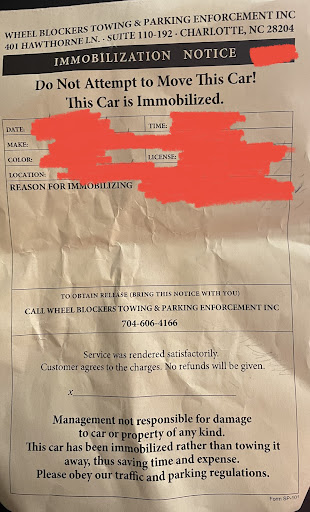 WHEEL BLOCKERS TOWING & PARKING ENFORCEMENT INC
401 HAWTHORNE LN. · SUITE 110-192 · CHARLOTTE, NC 28204
IMMOBILIZATION NOTICE
Do Not Attempt to Move This Car!
This Car is Immobilized.
DATE: TIME:
MAKE:
COLOR: LICENSE:
LOCATION:
REASON FOR IMMOBILIZING
TO OBTAIN RELEASE (BRING THIS NOTICE WITH YOU)
CALL WHEEL BLOCKERS TOWING & PARKING ENFORCEMENT INC
704-606-4166
Service was rendered satisfactorily.
Customer agrees to the charges. No refunds will be given.
x
Management not responsible for damage
to car or property of any kind.
This car has been immobilized rather than towing it
away, thus saving time and expense.
Please obey our traffic and parking regulations.
Form SP-101